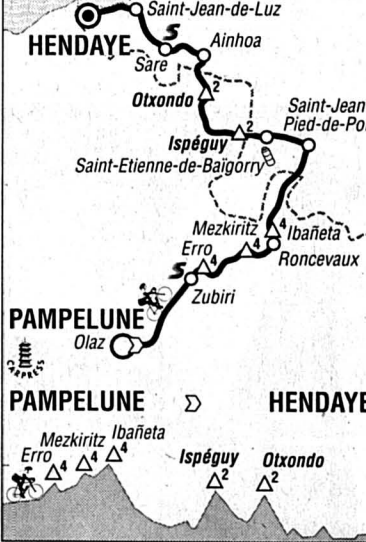 Saint-Jean-de-Luz
HENDAYE
S
Ainhoa
Sare
Otxondo
2
Saint-Jean
Pied-de-Po
Ispéguy
2
Saint-Etienne-de-Baïgorry
Mezkiritz
4
Ibañeta
4
Erro
4
Roncevaux
S
Zubiri
PAMPELUNE
Olaz
CARPRESS
PAMPELUNE
HENDAYE
Ibañeta
4
Mezkiritz
4
Erro
4
Ispéguy
2
Otxondo
2